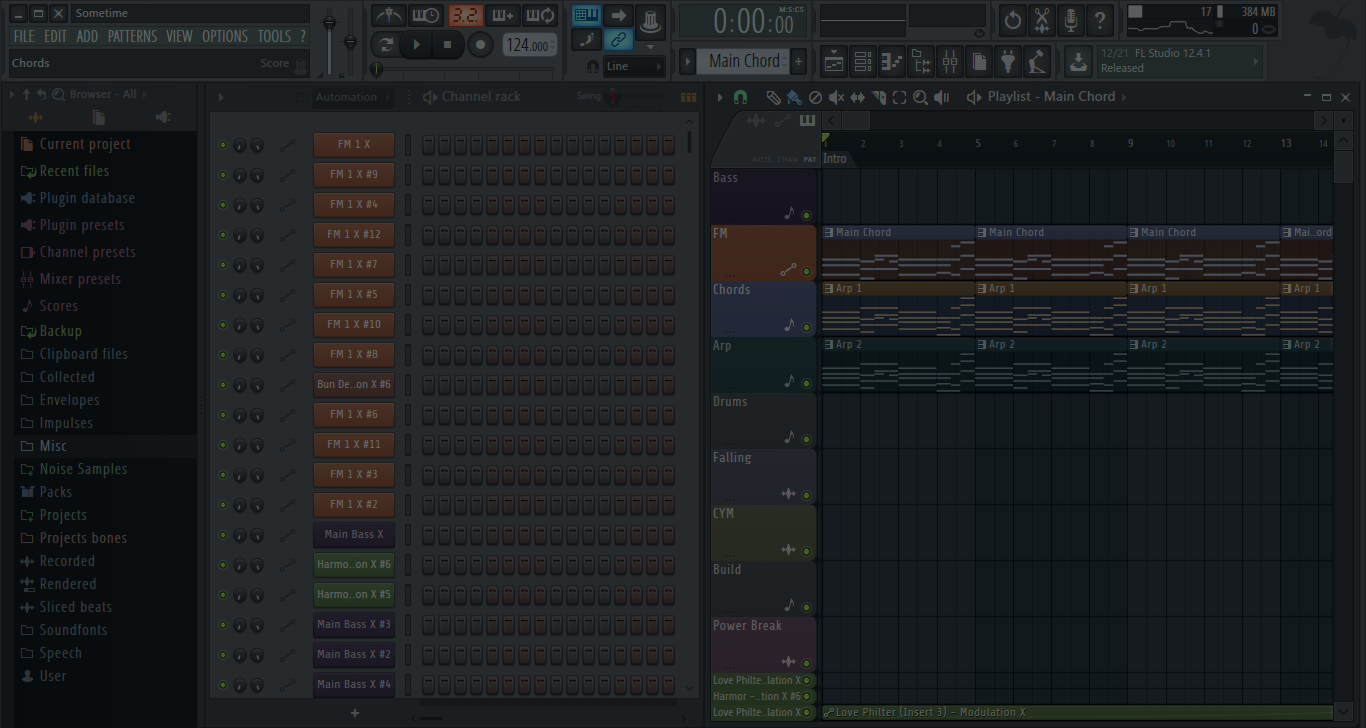 Sometime
FILE EDIT ADD PATTERNS VIEW OPTIONS TOOLS ?
Chords Score
3.2
124.000
Line
0:00:00
M:S:CS
Main Chord
17
384 MB
0
12/21 FL Studio 12.4.1
Released
Browser - All
Current project
Recent files
Plugin database
Plugin presets
Channel presets
Mixer presets
Scores
Backup
Clipboard files
Collected
Envelopes
Impulses
Misc
Noise Samples
Packs
Projects
Projects bones
Recorded
Rendered
Sliced beats
Soundfonts
Speech
User
Automation
Channel rack
Swing
FM 1 X
FM 1 X #9
FM 1 X #4
FM 1 X #12
FM 1 X #7
FM 1 X #5
FM 1 X #10
FM 1 X #8
Bun De..on X #6
FM 1 X #6
FM 1 X #11
FM 1 X #3
FM 1 X #2
Main Bass X
Harmo..on X #6
Harmo..on X #5
Main Bass X #3
Main Bass X #2
Main Bass X #4
Playlist - Main Chord
NOTE CHAN PAT
1 2 3 4 5 6 7 8 9 10 11 12 13 14
Intro
Bass
FM
Main Chord Main Chord Main Chord Mai..ord
Chords
Arp 1 Arp 1 Arp 1 Arp 1
Arp
Arp 2 Arp 2 Arp 2 Arp 2
Drums
Falling
CYM
Build
Power Break
Love Philte..lation X
Harmor -..tion X #6
Love Philte..lation X
Love Philter (Insert 3) - Modulation X